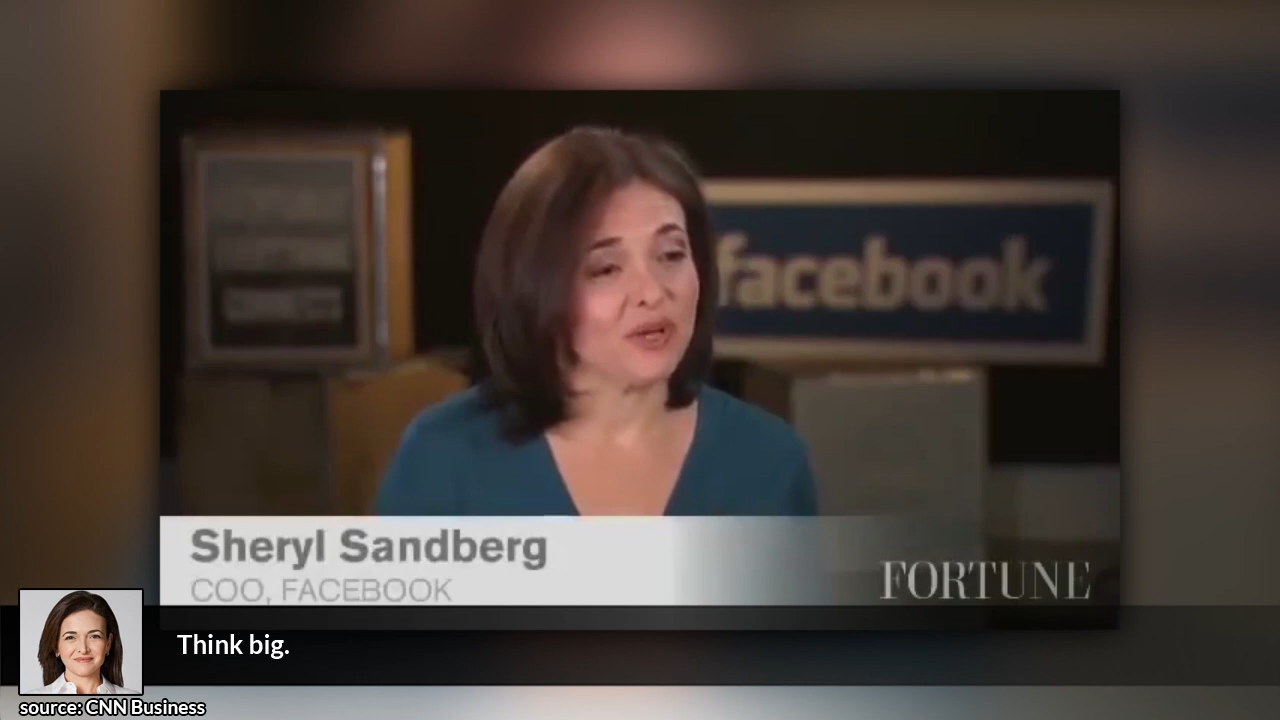 facebook
Sheryl Sandberg
COO, FACEBOOK
FORTUNE
Think big.
source: CNN Business